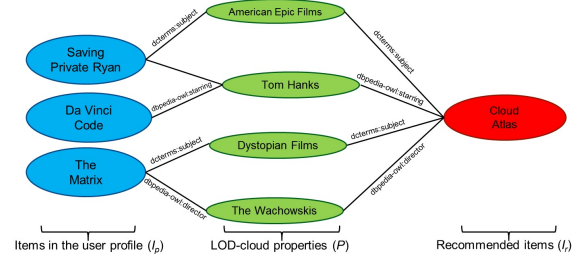 American Epic Films
dcterms:subject
dcterms:subject
Saving
Private Ryan
Tom Hanks
dbpedia-owl:starring
dbpedia-owl:starring
Da Vinci
Code
Cloud
Atlas
dcterms:subject
Dystopian Films
dcterms:subject
The
Matrix
dbpedia-owl:director
The Wachowskis
dbpedia-owl:director
Items in the user profile (Ip)
LOD-cloud properties (P)
Recommended items (Ir)